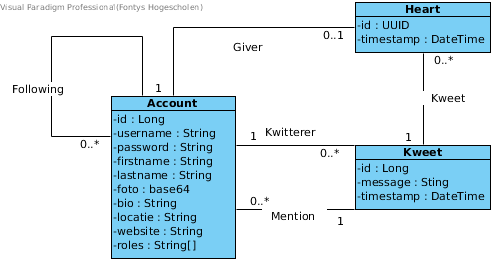 Visual Paradigm Professional(Fontys Hogescholen)
Heart
-id : UUID
-timestamp : DateTime
0..1
Giver
0..*
Kweet
1
Following
1
0..*
Account
-id : Long
-username : String
-password : String
-firstname : String
-lastname : String
-foto : base64
-bio : String
-locatie : String
-website : String
-roles : String[]
1
Kwitterer
0..*
0..*
Mention
1
Kweet
-id : Long
-message : Sting
-timestamp : DateTime